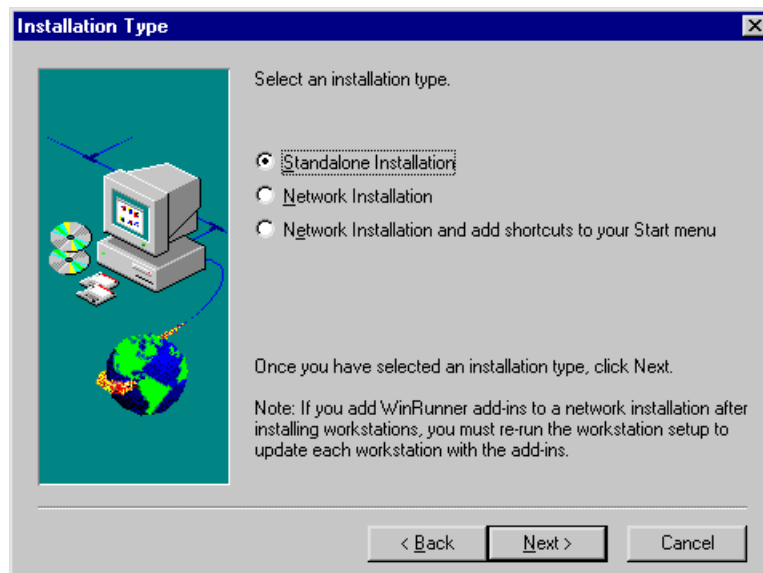 Installation Type
Select an installation type.
Standalone Installation
Network Installation
Network Installation and add shortcuts to your Start menu
Once you have selected an installation type, click Next.
Note: If you add WinRunner add-ins to a network installation after
installing workstations, you must re-run the workstation setup to
update each workstation with the add-ins.
< Back
Next >
Cancel